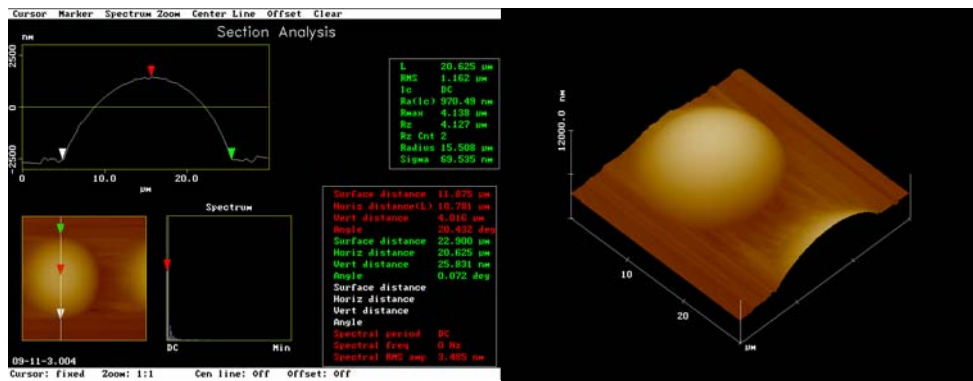 Cursor Marker Spectrum Zoom Center Line Offset Clear
Section Analysis
nm
2500
0
-2500
0
10.0
20.0
µm
L 20.625 µm
RMS 1.162 µm
lc DC
Ra(lc) 970.49 nm
Rmax 4.138 µm
Rz 4.127 µm
Rz Cnt 2
Radius 15.508 µm
Sigma 69.535 nm
Spectrum
DC Min
Surface distance 11.875 µm
Horiz distance(L) 10.781 µm
Vert distance 4.016 µm
Angle 20.432 deg
Surface distance 22.900 µm
Horiz distance 20.625 µm
Vert distance 25.831 nm
Angle 0.072 deg
Surface distance
Horiz distance
Vert distance
Angle
Spectral period DC
Spectral freq 0 Hz
Spectral RMS amp 3.485 nm
09-11-3.004
Cursor: fixed Zoom: 1:1 Cen line: Off Offset: Off
12000.0 nm
10
20
µm